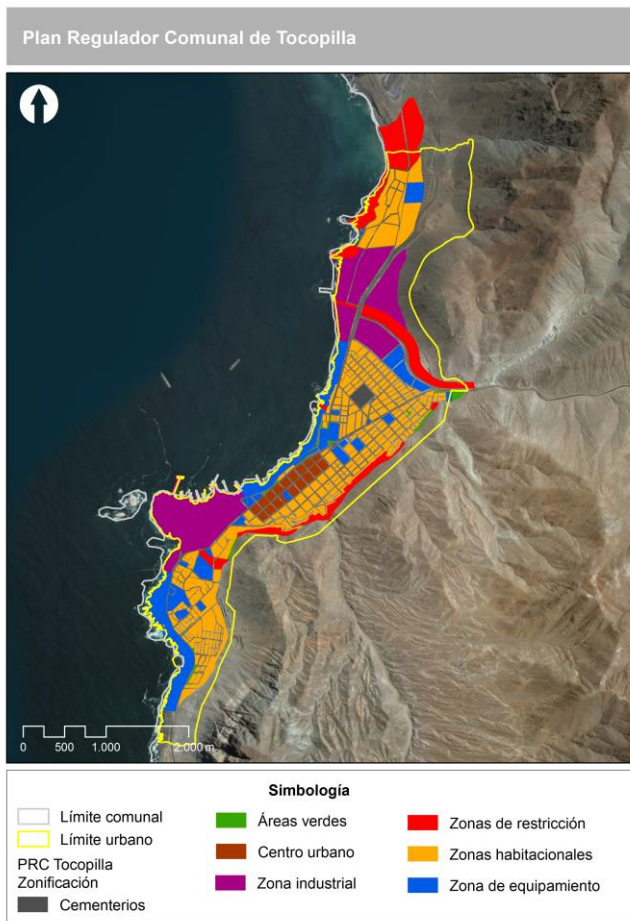 Plan Regulador Comunal de Tocopilla
0 500 1.000 2.000 m
Simbología
Límite comunal
Límite urbano
PRC Tocopilla
Zonificación
Cementerios
Áreas verdes
Centro urbano
Zona industrial
Zonas de restricción
Zonas habitacionales
Zona de equipamiento